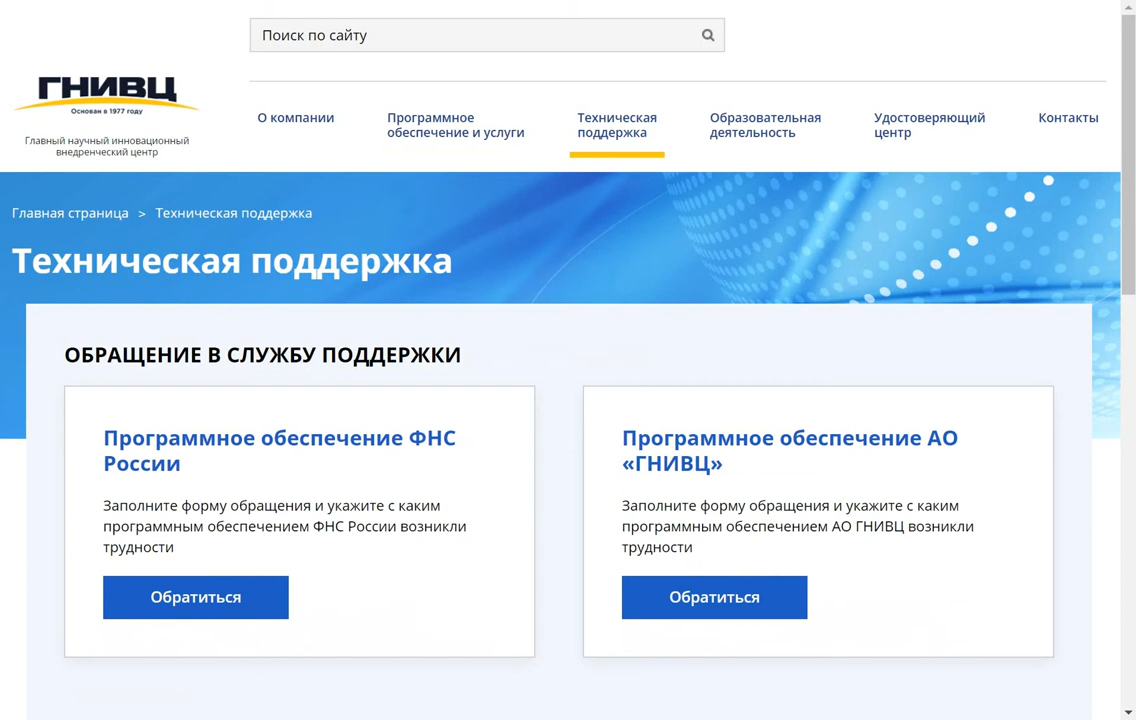 Поиск по сайту
ГНИВЦ
Основан в 1977 году
Главный научный инновационный
внедренческий центр
О компании
Программное
обеспечение и услуги
Техническая
поддержка
Образовательная
деятельность
Удостоверяющий
центр
Контакты
Главная страница > Техническая поддержка
Техническая поддержка
ОБРАЩЕНИЕ В СЛУЖБУ ПОДДЕРЖКИ
Программное обеспечение ФНС
России
Заполните форму обращения и укажите с каким
программным обеспечением ФНС России возникли
трудности
Обратиться
Программное обеспечение АО
«ГНИВЦ»
Заполните форму обращения и укажите с каким
программным обеспечением АО ГНИВЦ возникли
трудности
Обратиться